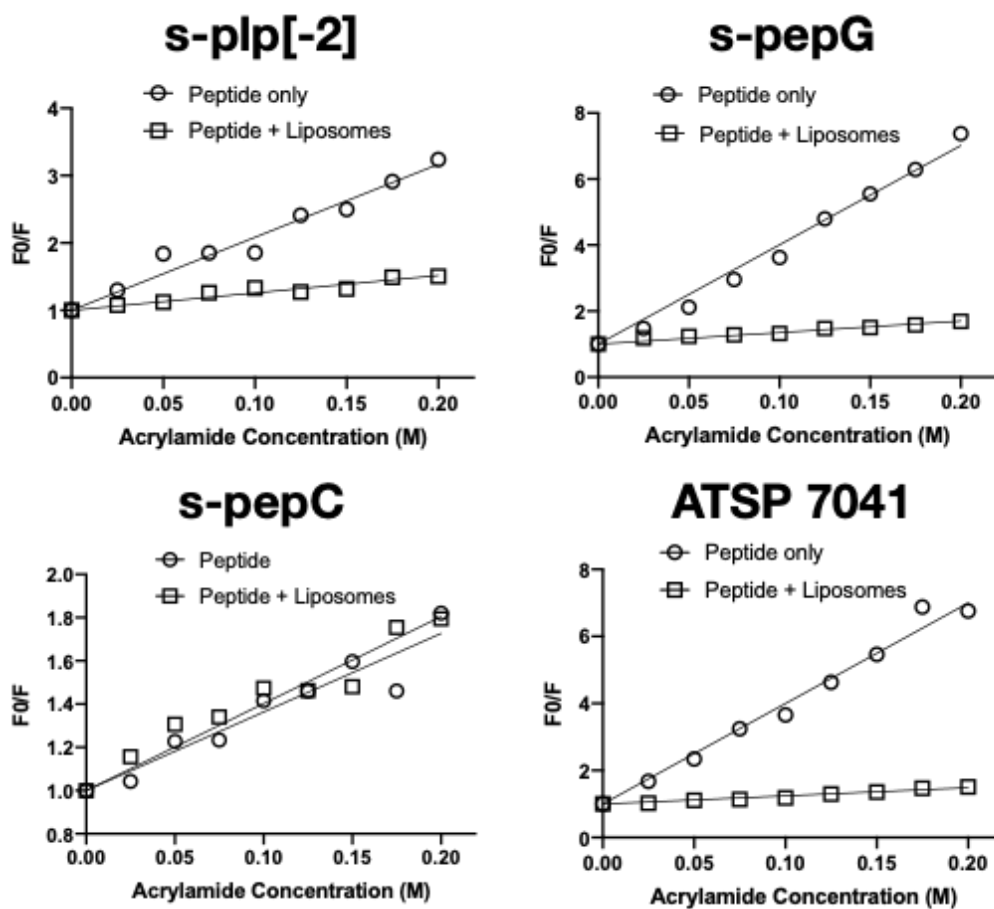 s-plp[-2]
Peptide only
Peptide + Liposomes
4
3
2
1
0
F0/F
0.00 0.05 0.10 0.15 0.20
Acrylamide Concentration (M)
s-pepG
Peptide only
Peptide + Liposomes
8
6
4
2
0
F0/F
0.00 0.05 0.10 0.15 0.20
Acrylamide Concentration (M)
s-pepC
Peptide
Peptide + Liposomes
2.0
1.8
1.6
1.4
1.2
1.0
0.8
F0/F
0.00 0.05 0.10 0.15 0.20
Acrylamide Concentration (M)
ATSP 7041
Peptide only
Peptide + Liposomes
8
6
4
2
0
F0/F
0.00 0.05 0.10 0.15 0.20
Acrylamide Concentration (M)